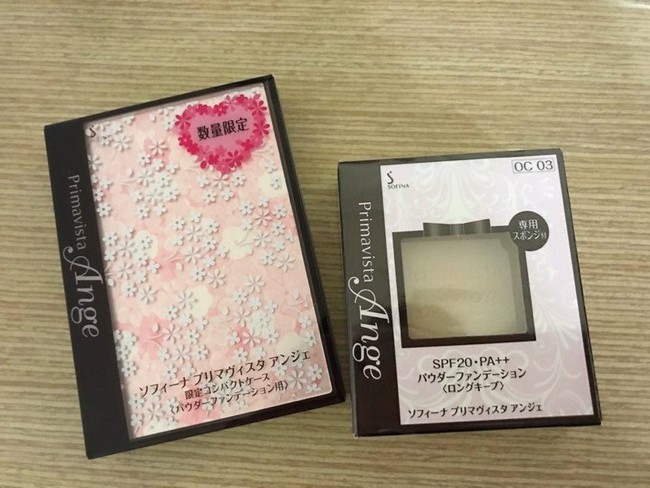 数量限定
Primavista Ange
ソフィーナ プリマヴィスタ アンジェ
限定コンパクトケース
〈パウダーファンデーション用〉
SOFINA
OC 03
Primavista Ange
専用
スポンジ付
SPF20・PA++
パウダーファンデーション
〈ロングキープ〉
ソフィーナ プリマヴィスタ アンジェ